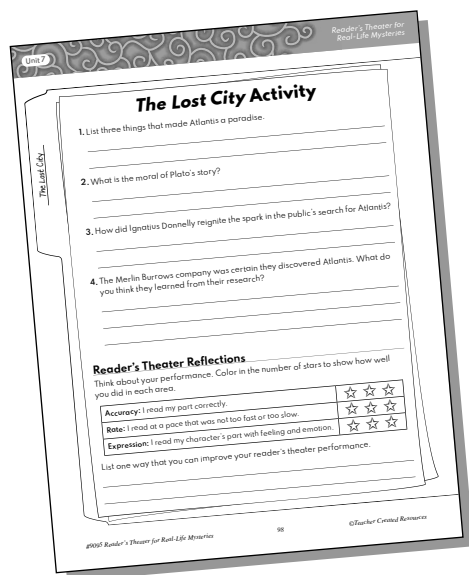 Unit 7
Reader's Theater for
Real-Life Mysteries
The Lost City
The Lost City Activity
1. List three things that made Atlantis a paradise.
2. What is the moral of Plato's story?
3. How did Ignatius Donnelly reignite the spark in the public's search for Atlantis?
4. The Merlin Burrows company was certain they discovered Atlantis. What do
you think they learned from their research?
Reader's Theater Reflections
Think about your performance. Color in the number of stars to show how well
you did in each area.
Accuracy: I read my part correctly.
Rate: I read at a pace that was not too fast or too slow.
Expression: I read my character's part with feeling and emotion.
List one way that you can improve your reader's theater performance.
#9095 Reader's Theater for Real-Life Mysteries
98
©Teacher Created Resources